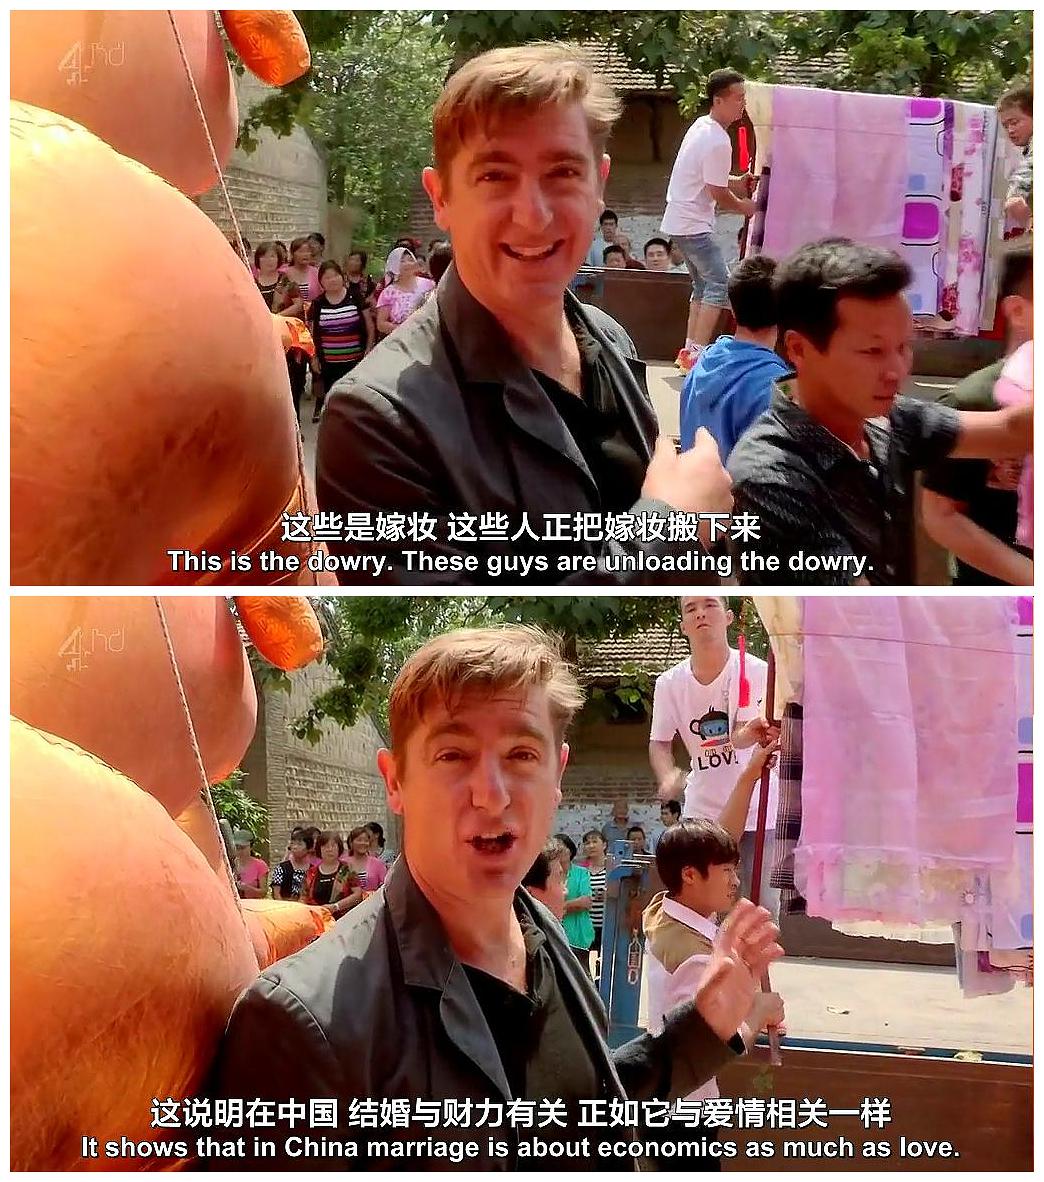 4hd
这些是嫁妆 这些人正把嫁妆搬下来
This is the dowry. These guys are unloading the dowry.
4hd
LOV
这说明在中国 结婚与财力有关 正如它与爱情相关一样
It shows that in China marriage is about economics as much as love.